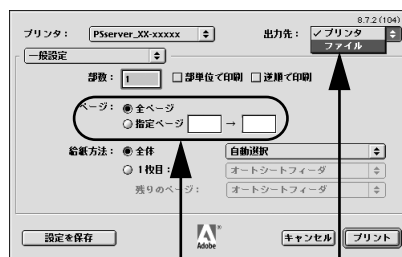 8.7.2 (104)
プリンタ： PSserver_XX-xxxxx 出力先： ✓プリンタ
ファイル
一般設定
部数： 1 部単位で印刷 逆順で印刷
ページ： 全ページ
指定ページ →
給紙方法： 全体 自動選択
1枚目： オートシートフィーダ
残りのページ： オートシートフィーダ
設定を保存 Adobe キャンセル プリント